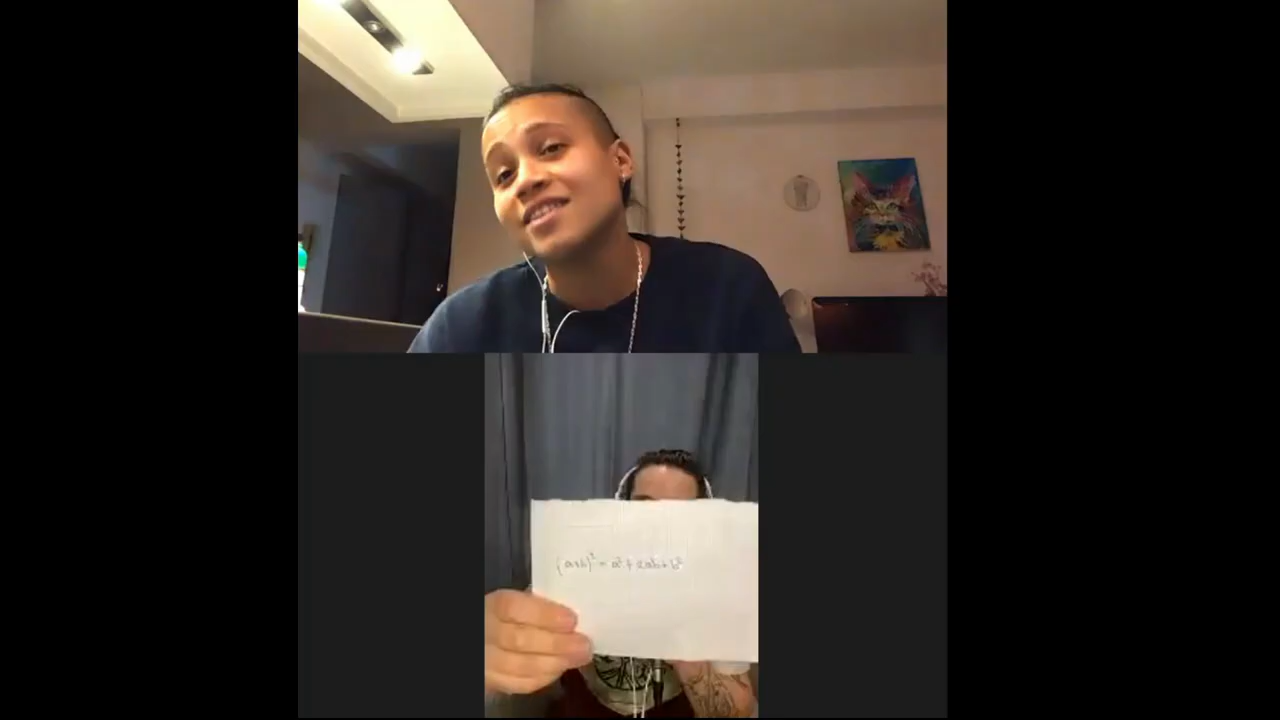 (a+b)² = a² + 2ab + b²